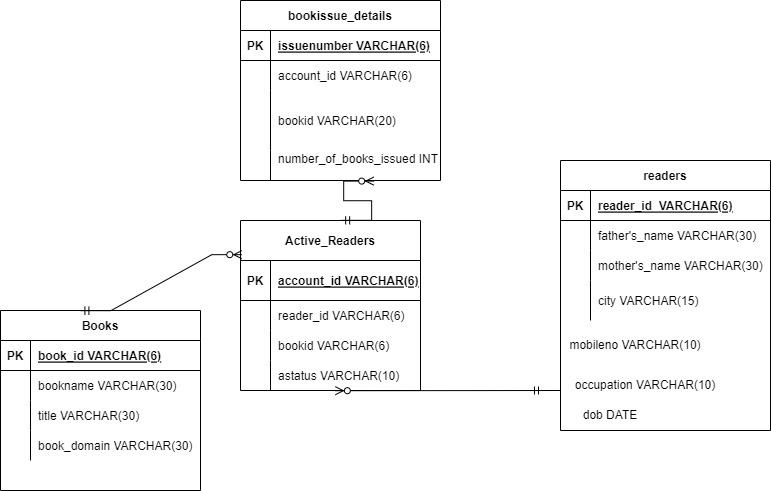 bookissue_details
PK issuenumber VARCHAR(6)
account_id VARCHAR(6)
bookid VARCHAR(20)
number_of_books_issued INT
readers
PK reader_id  VARCHAR(6)
father's_name VARCHAR(30)
mother's_name VARCHAR(30)
city VARCHAR(15)
mobileno VARCHAR(10)
occupation VARCHAR(10)
dob DATE
Active_Readers
PK account_id VARCHAR(6)
reader_id VARCHAR(6)
bookid VARCHAR(6)
astatus VARCHAR(10)
Books
PK book_id VARCHAR(6)
bookname VARCHAR(30)
title VARCHAR(30)
book_domain VARCHAR(30)